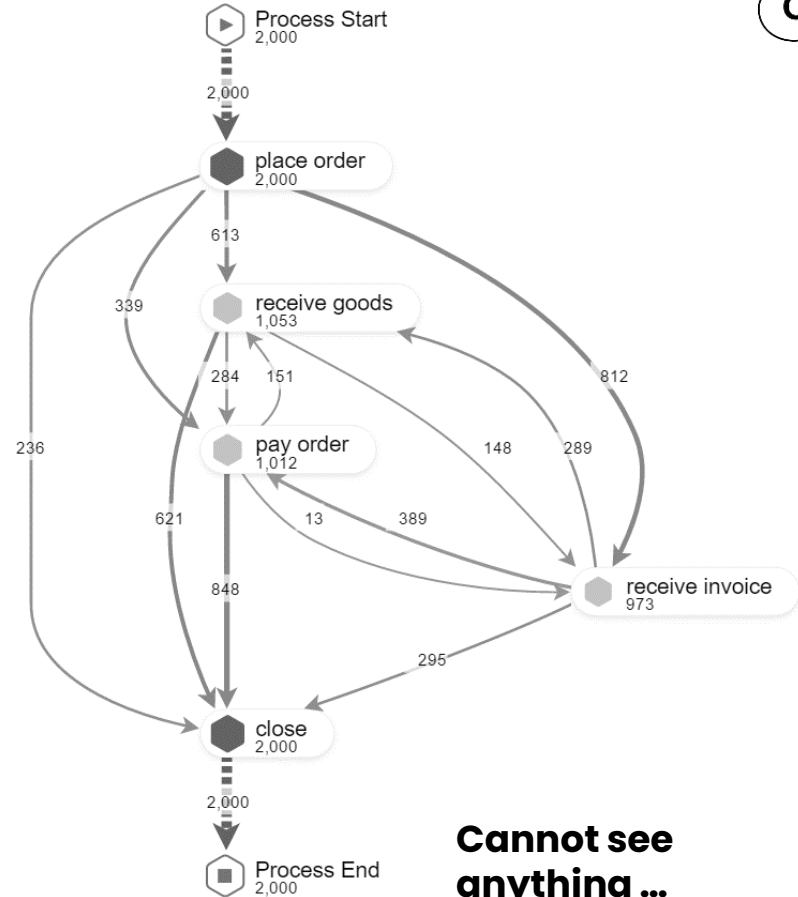 Process Start
2,000
2,000
place order
2,000
613
339
receive goods
1,053
284
151
812
236
148
289
pay order
1,012
621
13
389
848
receive invoice
973
295
close
2,000
2,000
Process End
2,000
Cannot see
anything ...